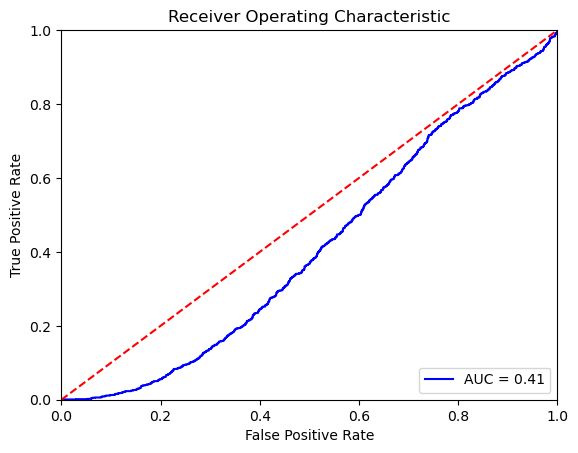 Receiver Operating Characteristic
1.0
0.8
0.6
0.4
0.2
0.0
True Positive Rate
AUC = 0.41
0.0 0.2 0.4 0.6 0.8 1.0
False Positive Rate